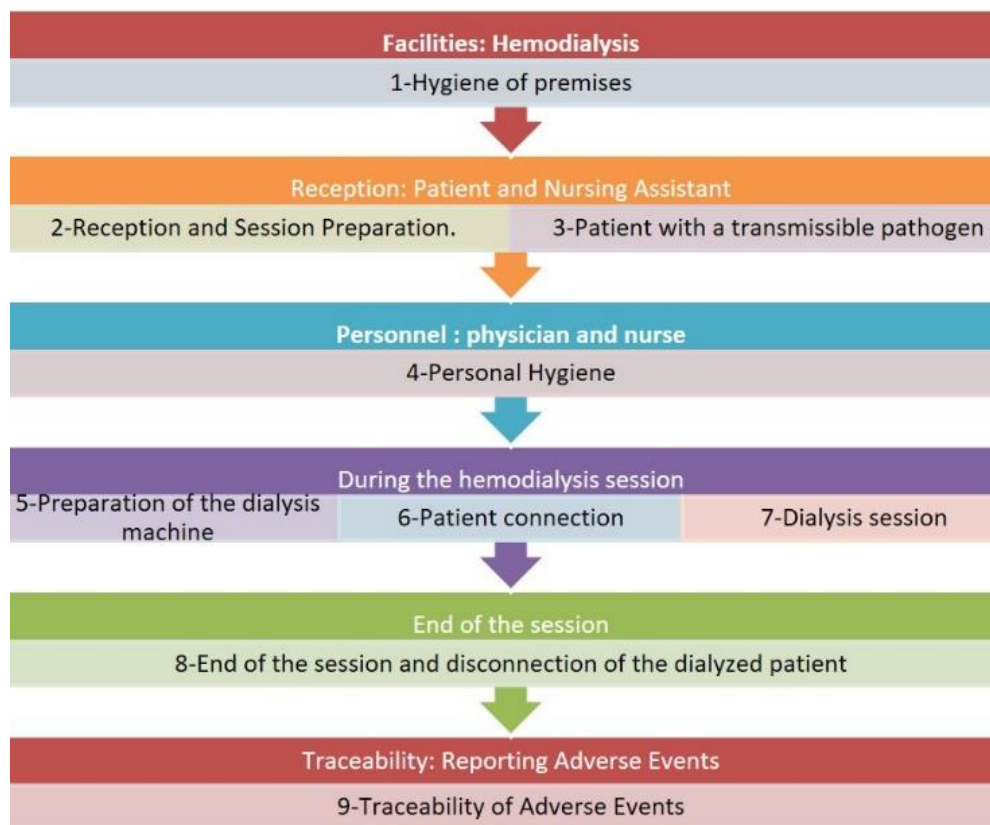 Facilities: Hemodialysis
1-Hygiene of premises
Reception: Patient and Nursing Assistant
2-Reception and Session Preparation.
3-Patient with a transmissible pathogen
Personnel : physician and nurse
4-Personal Hygiene
During the hemodialysis session
5-Preparation of the dialysis
machine
6-Patient connection
7-Dialysis session
End of the session
8-End of the session and disconnection of the dialyzed patient
Traceability: Reporting Adverse Events
9-Traceability of Adverse Events